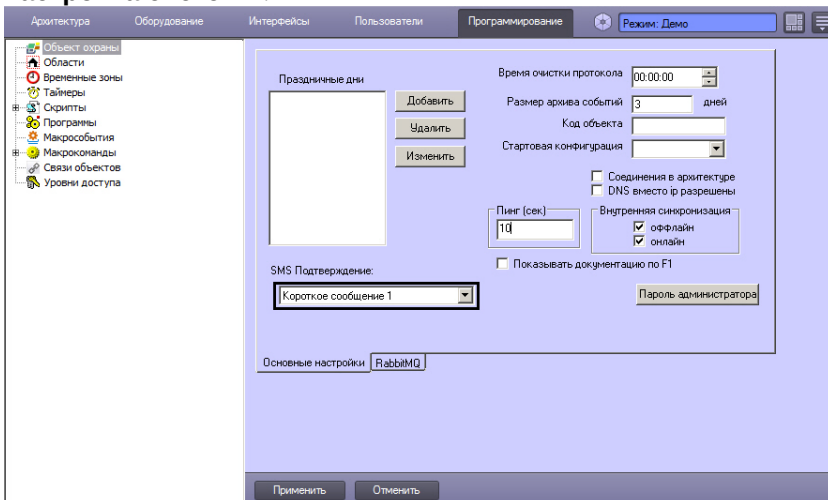 Архитектура
Оборудование
Интерфейсы
Пользователи
Программирование
Режим: Демо
Объект охраны
Области
Временные зоны
Таймеры
Скрипты
Программы
Макрособытия
Макрокоманды
Связи объектов
Уровни доступа
Праздничные дни
Добавить
Удалить
Изменить
SMS Подтверждение:
Короткое сообщение 1
Время очистки протокола 00:00:00
Размер архива событий 3 дней
Код объекта
Стартовая конфигурация
Соединения в архитектуре
DNS вместо ip разрешены
Пинг (сек)
10
Внутренняя синхронизация
оффлайн
онлайн
Показывать документацию по F1
Пароль администратора
Основные настройки
RabbitMQ
Применить
Отменить